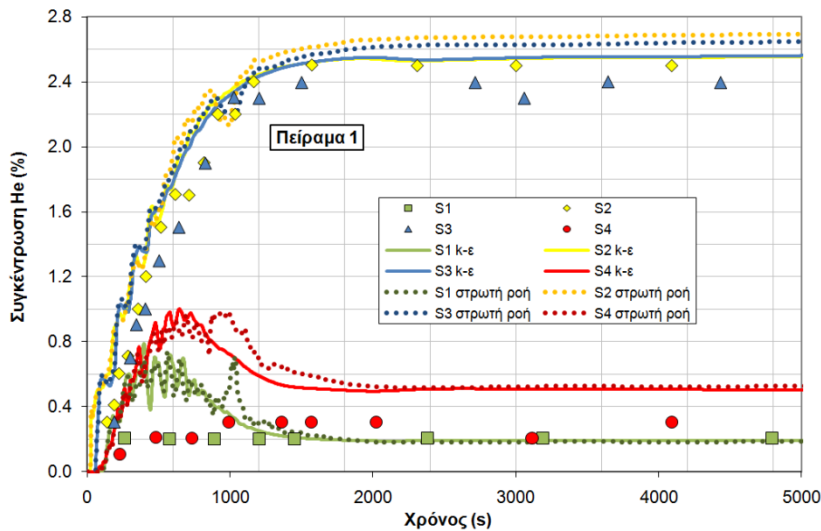 Συγκέντρωση He (%)
2.8
2.4
2.0
1.6
1.2
0.8
0.4
0.0
Πείραμα 1
S1 S2
S3 S4
S1 k-ε S2 k-ε
S3 k-ε S4 k-ε
S1 στρωτή ροή S2 στρωτή ροή
S3 στρωτή ροή S4 στρωτή ροή
0 1000 2000 3000 4000 5000
Χρόνος (s)